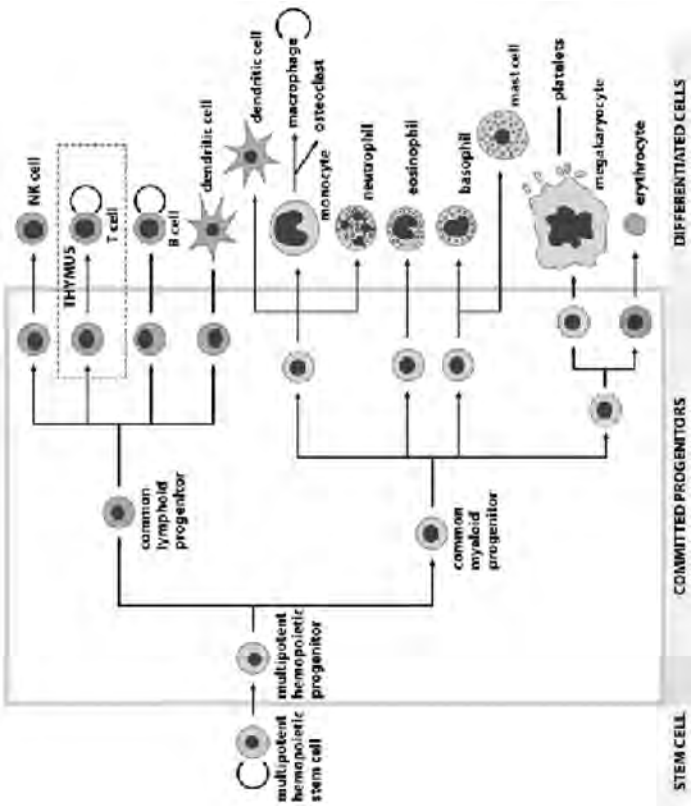 multipotent
hemopoietic
stem cell
multipotent
hemopoietic
progenitor
common
lymphoid
progenitor
common
myeloid
progenitor
THYMUS
NK cell
T cell
B cell
dendritic cell
dendritic cell
macrophage
osteoclast
monocyte
neutrophil
eosinophil
basophil
mast cell
platelets
megakaryocyte
erythrocyte
STEM CELL
COMMITTED PROGENITORS
DIFFERENTIATED CELLS